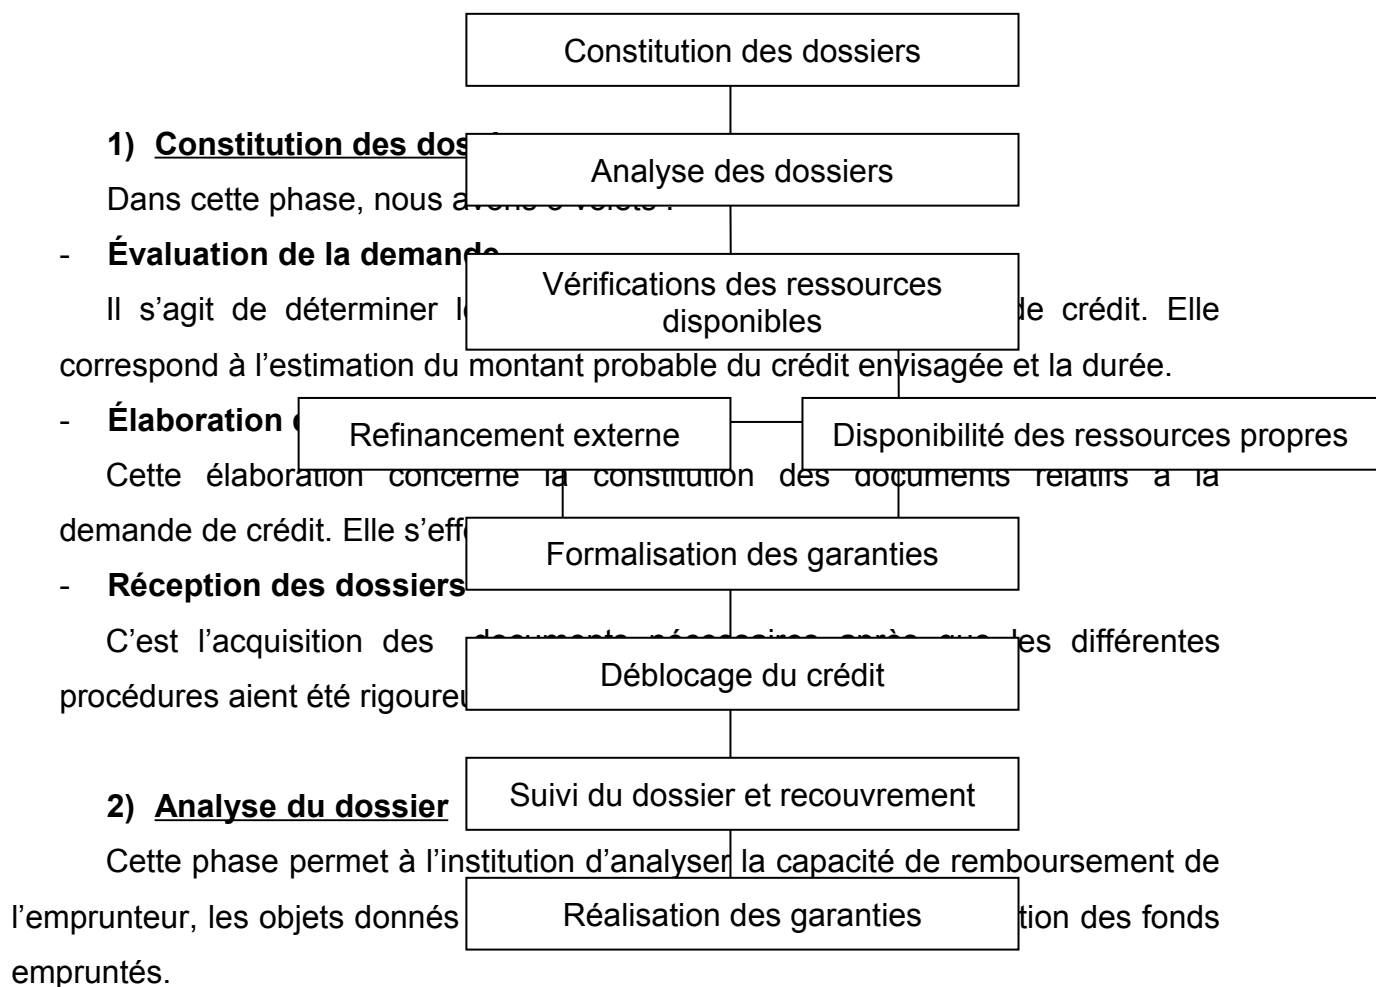 Constitution des dossiers
Analyse des dossiers
Vérifications des ressources
disponibles
Refinancement externe
Disponibilité des ressources propres
Formalisation des garanties
Déblocage du crédit
Suivi du dossier et recouvrement
Réalisation des garanties
1) Constitution des
Dans cette phase, nous
- Évaluation de la demande
Il s’agit de déterminer de crédit. Elle
correspond à l’estimation du montant probable du crédit envisagée et la durée.
- Élaboration
Cette élaboration concerne la constitution des documents relatifs à la
demande de crédit. Elle
- Réception des dossiers
C’est l’acquisition des documents nécessaires après que les différentes
procédures aient été
2) Analyse du dossier
Cette phase permet à l’institution d’analyser la capacité de remboursement de
l’emprunteur, les objets donnés des fonds
empruntés.